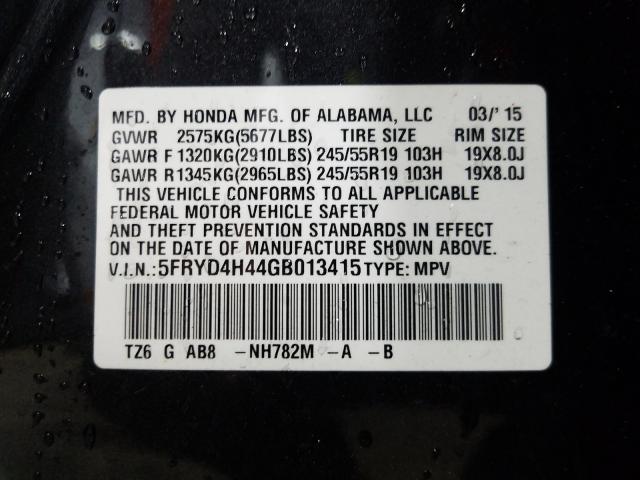 MFD. BY HONDA MFG. OF ALABAMA, LLC 03/'15
GVWR 2575KG(5677LBS) TIRE SIZE RIM SIZE
GAWR F 1320KG(2910LBS) 245/55R19 103H 19X8.0J
GAWR R 1345KG(2965LBS) 245/55R19 103H 19X8.0J
THIS VEHICLE CONFORMS TO ALL APPLICABLE
FEDERAL MOTOR VEHICLE SAFETY
AND THEFT PREVENTION STANDARDS IN EFFECT
ON THE DATE OF MANUFACTURE SHOWN ABOVE.
V.I.N.:5FRYD4H44GB013415 TYPE: MPV
TZ6 G AB8 -NH782M -A -B